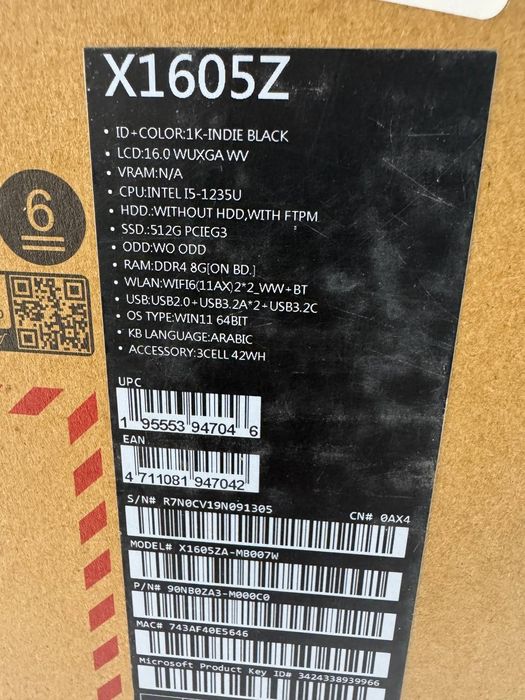 X1605Z
• ID+COLOR:1K-INDIE BLACK
• LCD:16.0 WUXGA WV
• VRAM:N/A
• CPU:INTEL I5-1235U
• HDD.:WITHOUT HDD,WITH FTPM
• SSD.:512G PCIEG3
• ODD:WO ODD
• RAM:DDR4 8G[ON BD.]
• WLAN:WIFI6(11AX)2*2_WW+BT
• USB:USB2.0+USB3.2A*2+USB3.2C
• OS TYPE:WIN11 64BIT
• KB LANGUAGE:ARABIC
• ACCESSORY:3CELL 42WH
6
UPC
1 95553 94704 6
EAN
4 711081 947042
S/N# R7N0CV19N091305
CN# 0AX4
MODEL# X1605ZA-MB007W
P/N# 90NB0ZA3-M000C0
MAC# 743AF40E5646
Microsoft Product Key ID# 3424338939966